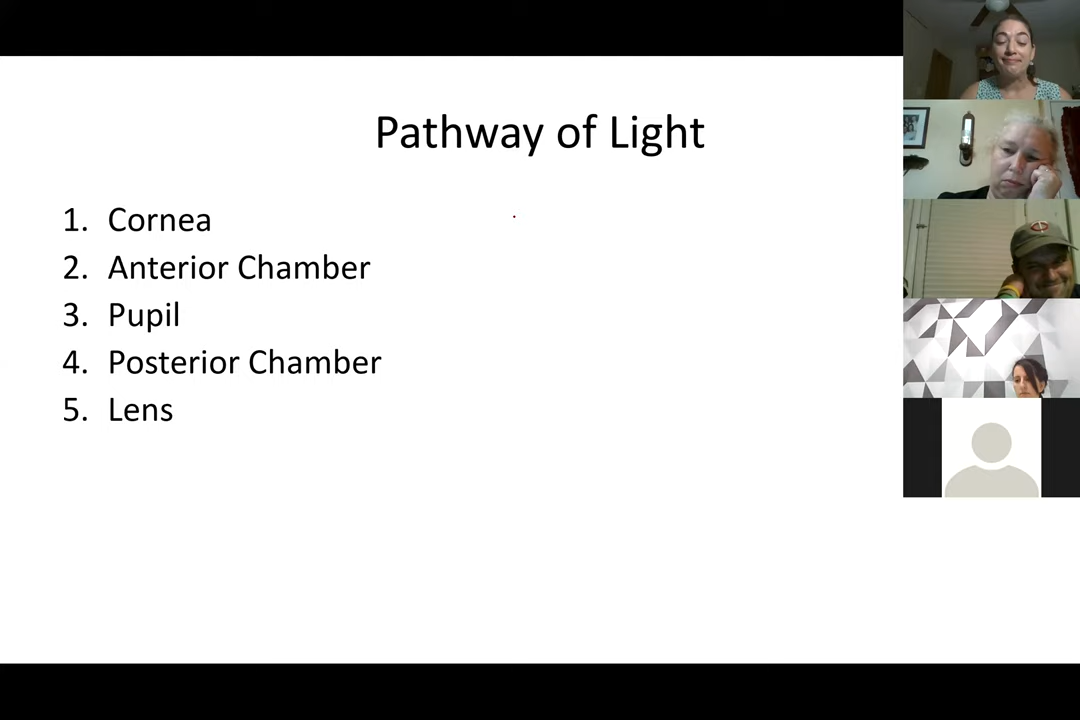 Pathway of Light
1. Cornea
2. Anterior Chamber
3. Pupil
4. Posterior Chamber
5. Lens